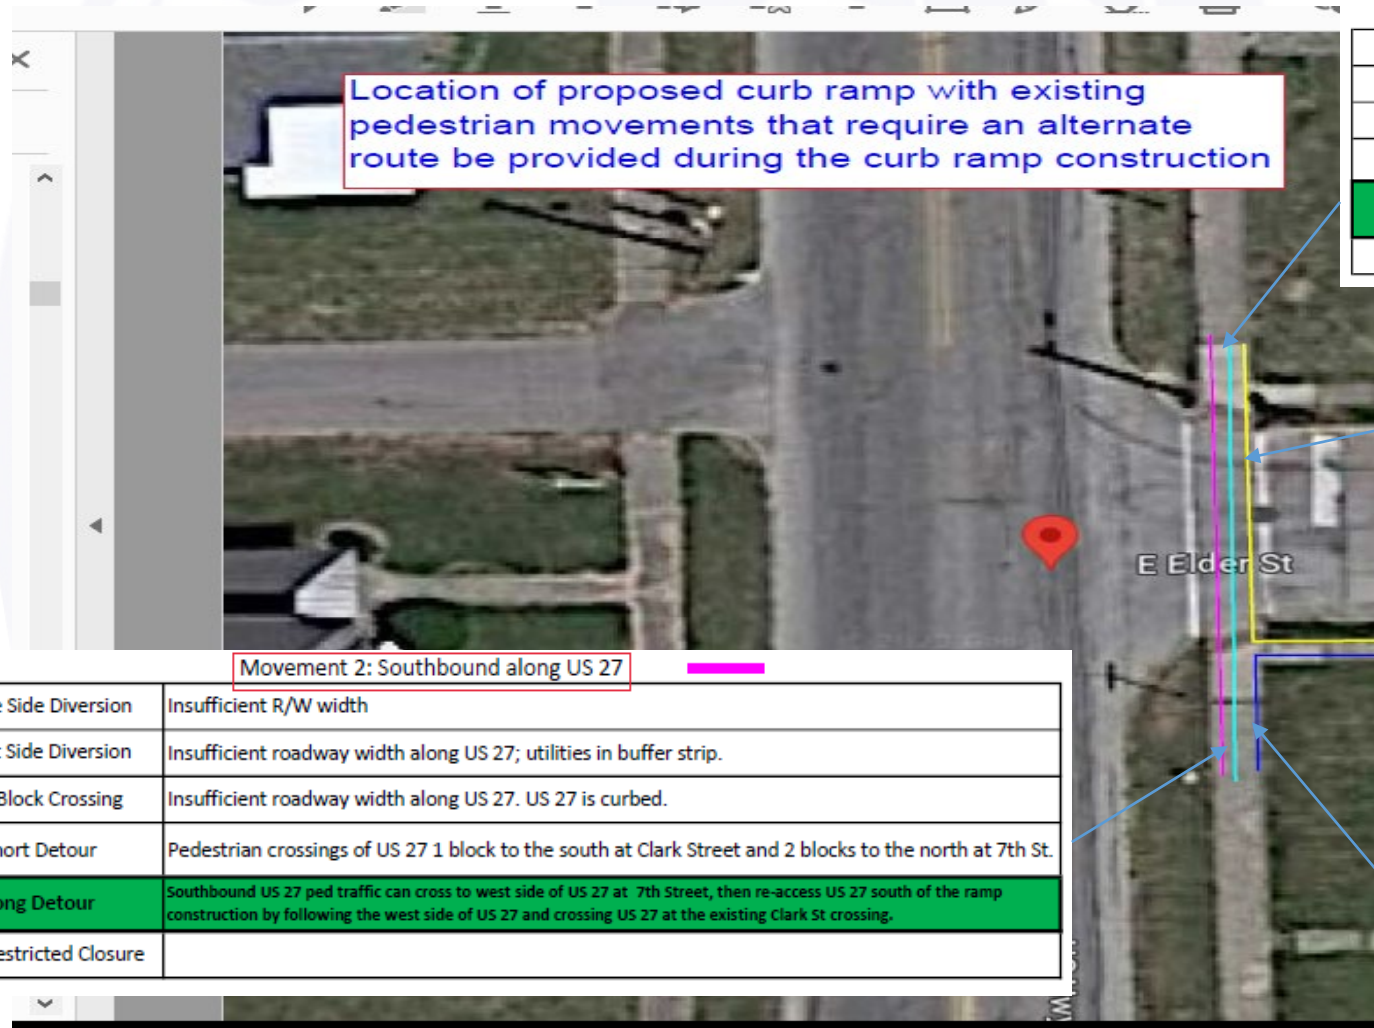 Location of proposed curb ramp with existing
pedestrian movements that require an alternate
route be provided during the curb ramp construction
E Elder St
Movement 2: Southbound along US 27
Side Diversion Insufficient R/W width
Side Diversion Insufficient roadway width along US 27; utilities in buffer strip.
Block Crossing Insufficient roadway width along US 27. US 27 is curbed.
Detour Pedestrian crossings of US 27 1 block to the south at Clark Street and 2 blocks to the north at 7th St.
Detour Southbound US 27 ped traffic can cross to west side of US 27 at 7th Street, then re-access US 27 south of the ramp
construction by following the west side of US 27 and crossing US 27 at the existing Clark St crossing.
Closure